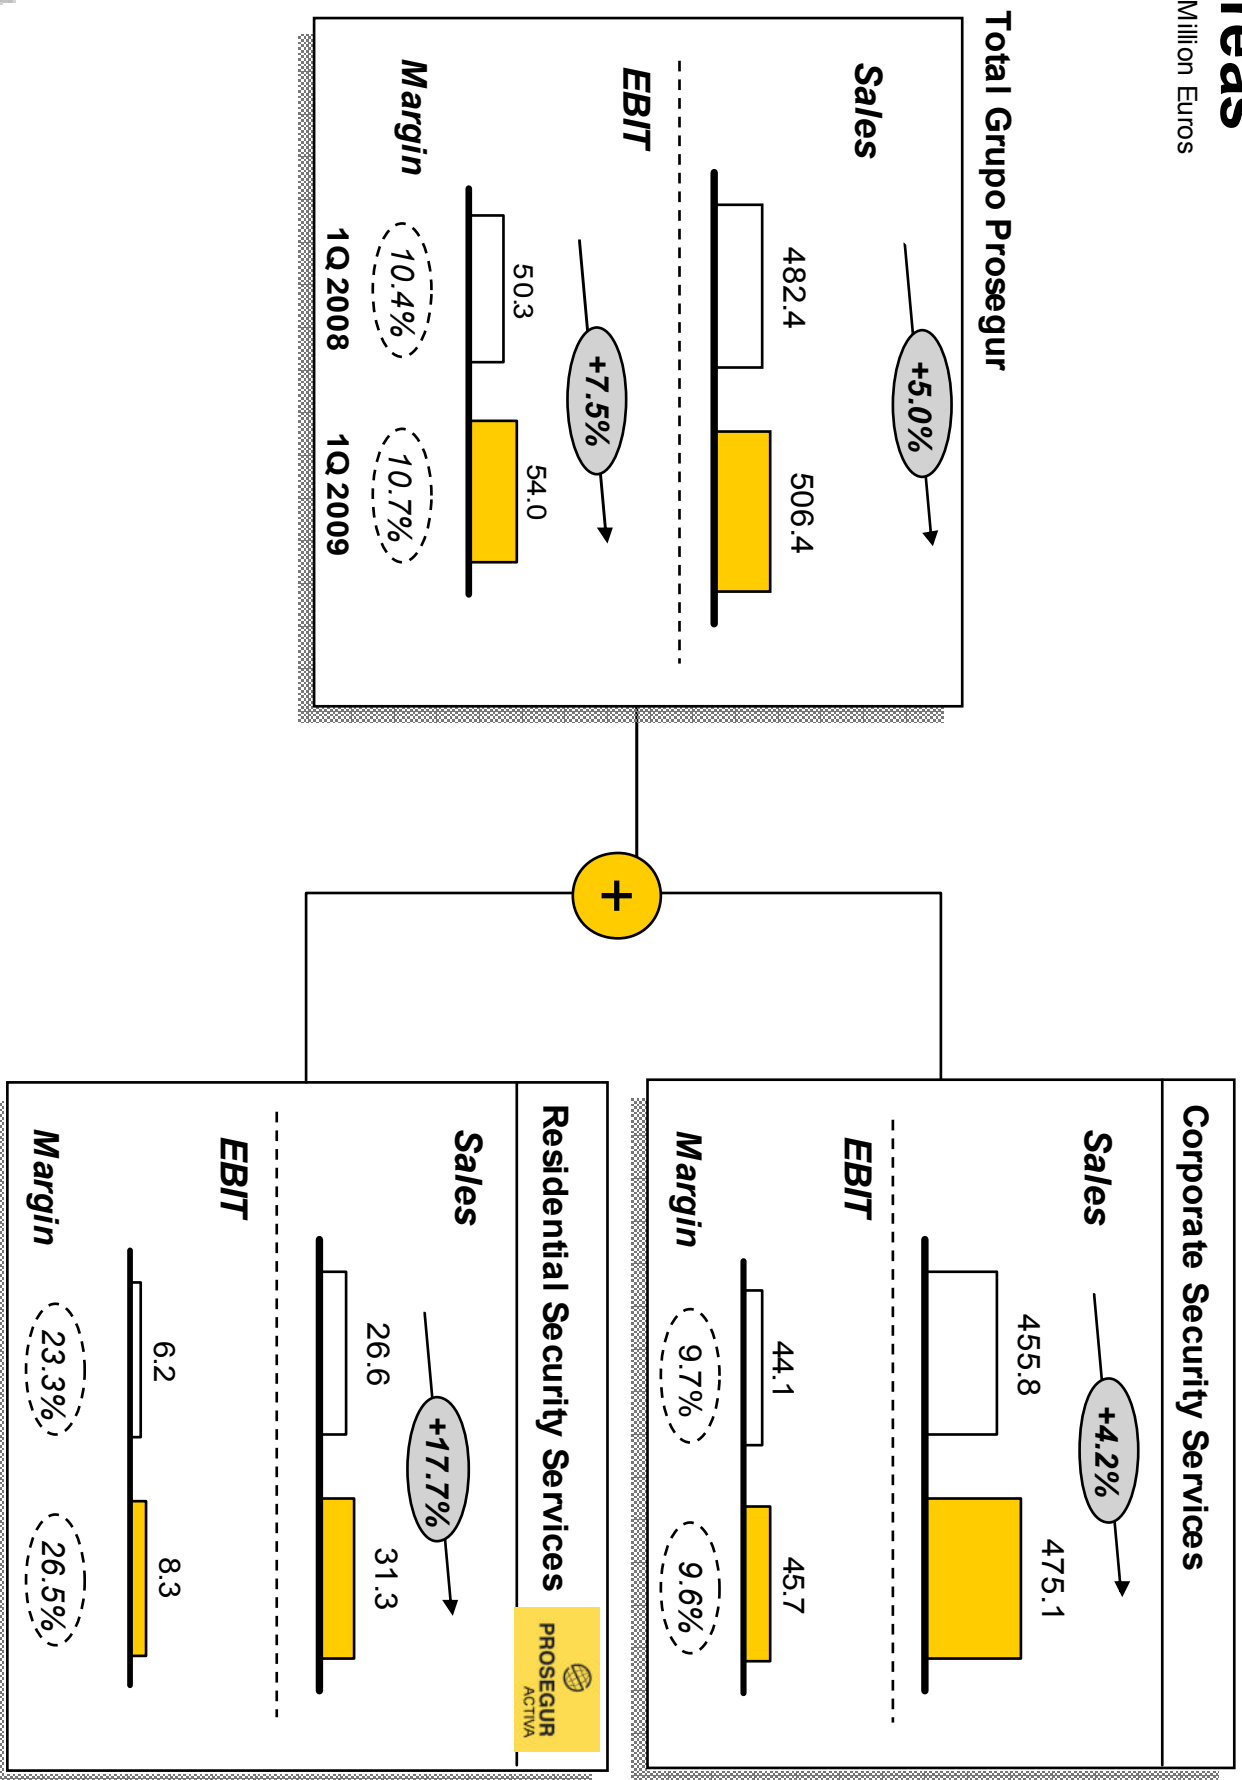 Million Euros
Total Grupo Prosegur
Sales
+5.0%
482.4
506.4
EBIT
+7.5%
50.3
54.0
Margin
10.4%
10.7%
1Q 2008
1Q 2009
+
Corporate Security Services
Sales
+4.2%
455.8
475.1
EBIT
44.1
45.7
Margin
9.7%
9.6%
Residential Security Services
PROSEGUR
ACTIVA
Sales
+17.7%
26.6
31.3
EBIT
6.2
8.3
Margin
23.3%
26.5%